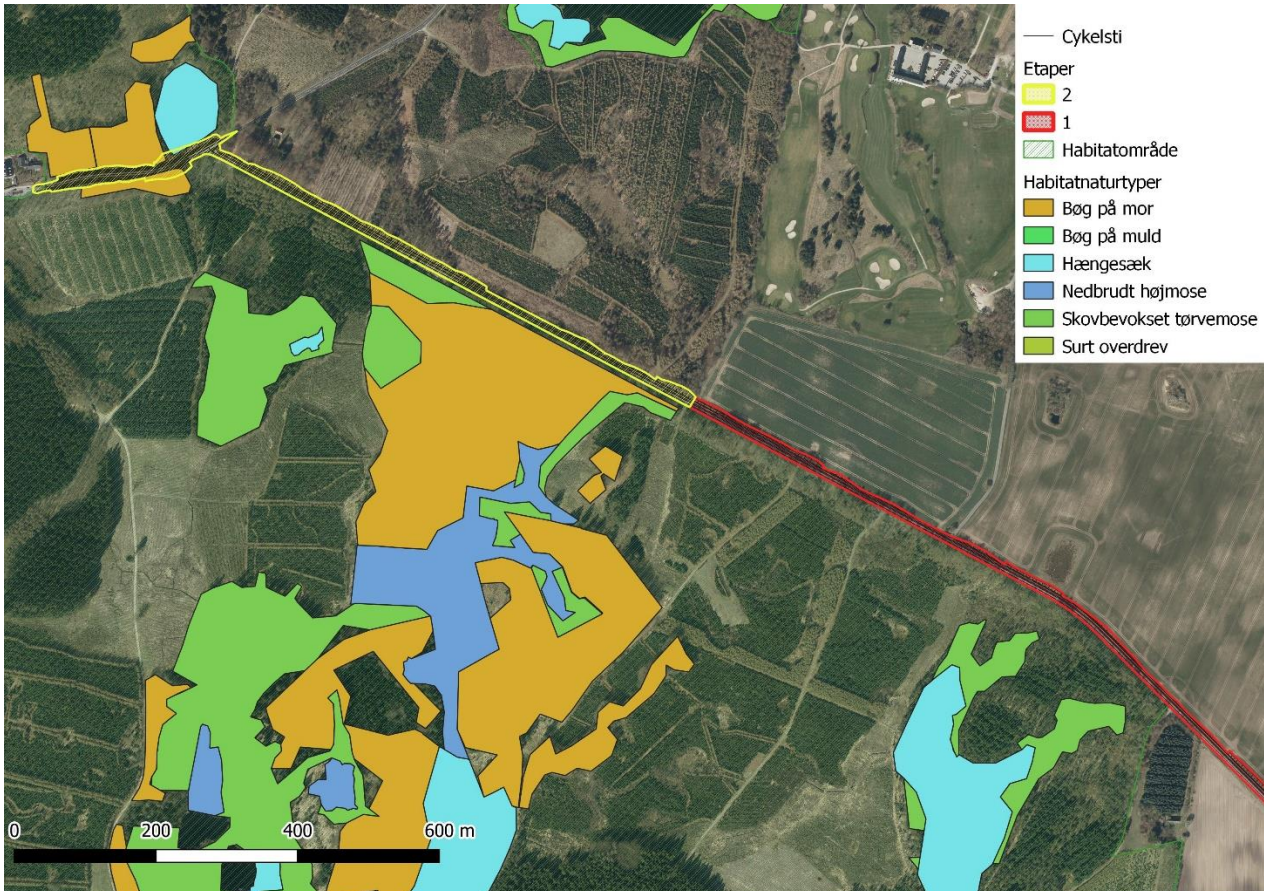 Cykelsti
Etaper
2
1
Habitatområde
Habitatnaturtyper
Bøg på mor
Bøg på muld
Hængesæk
Nedbrudt højmose
Skovbevokset tørvemose
Surt overdrev
0 200 400 600 m